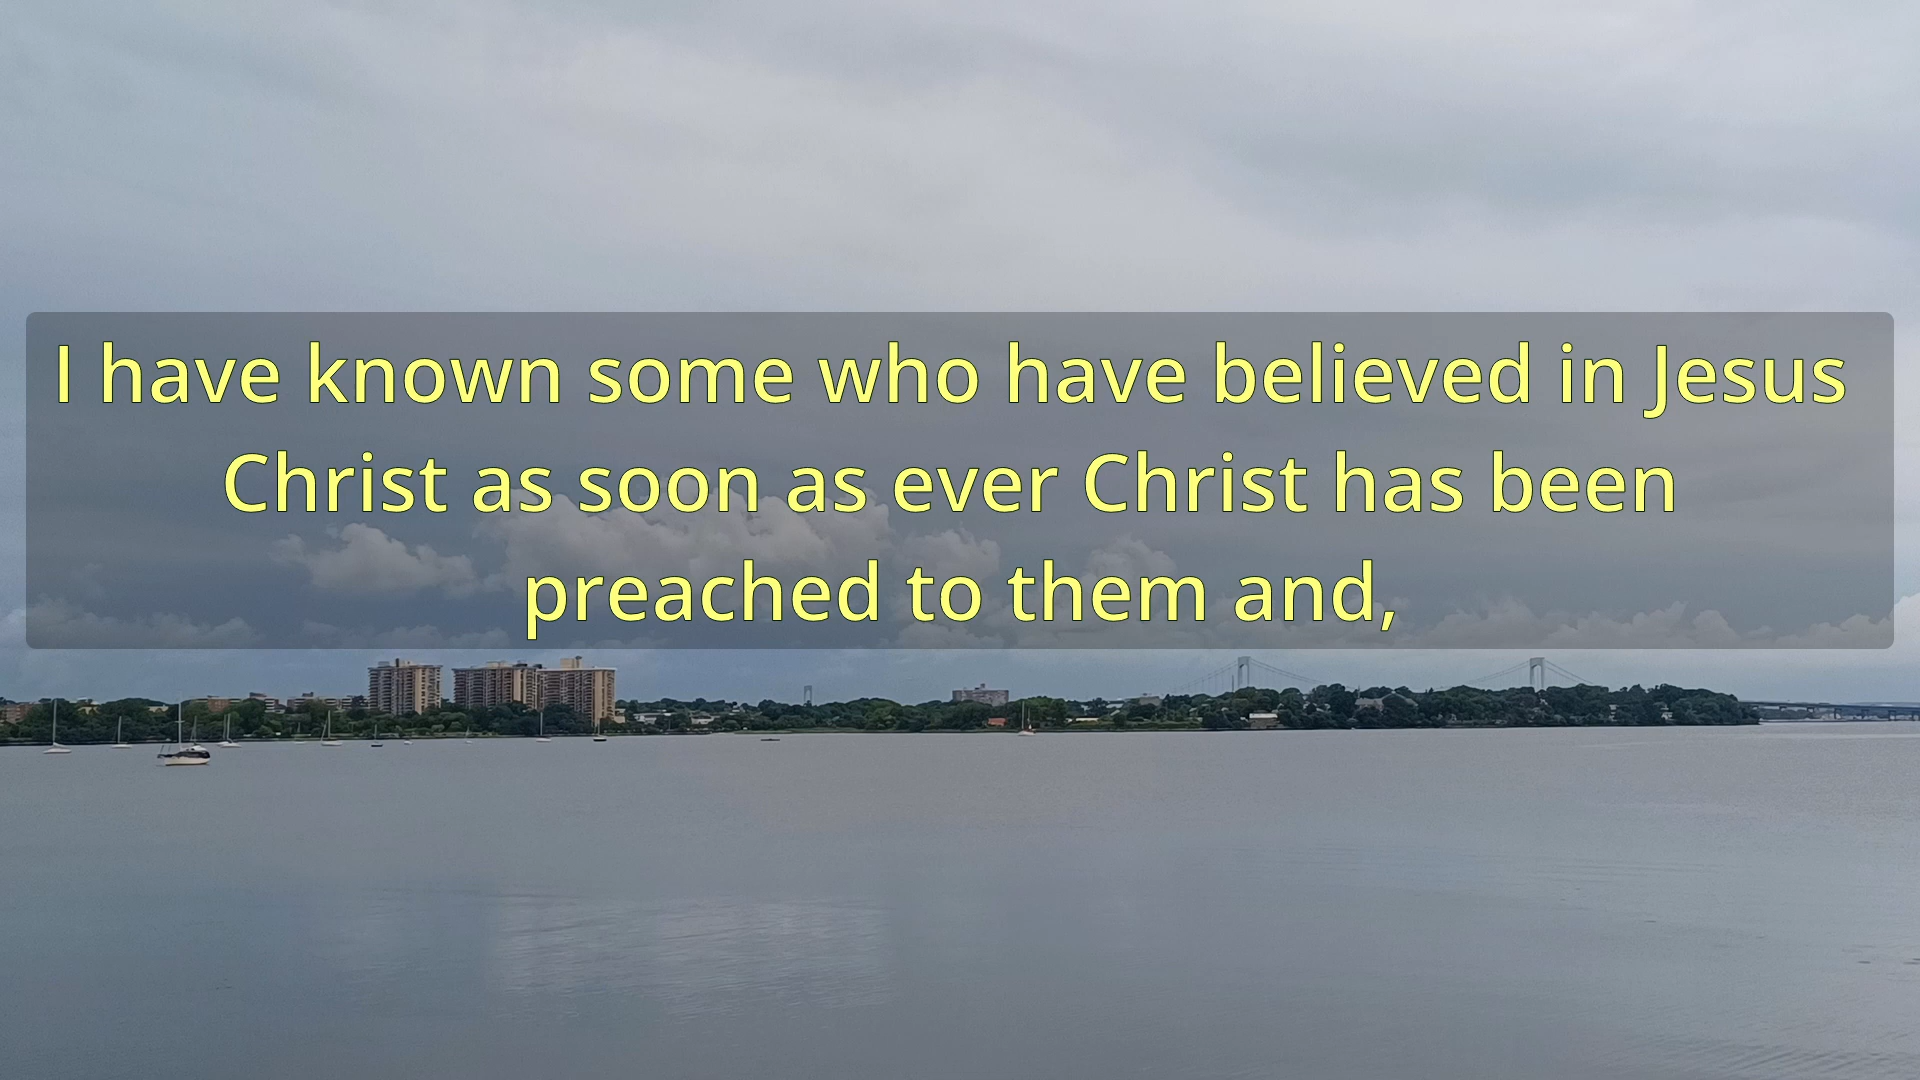 I have known some who have believed in Jesus
Christ as soon as ever Christ has been
preached to them and,